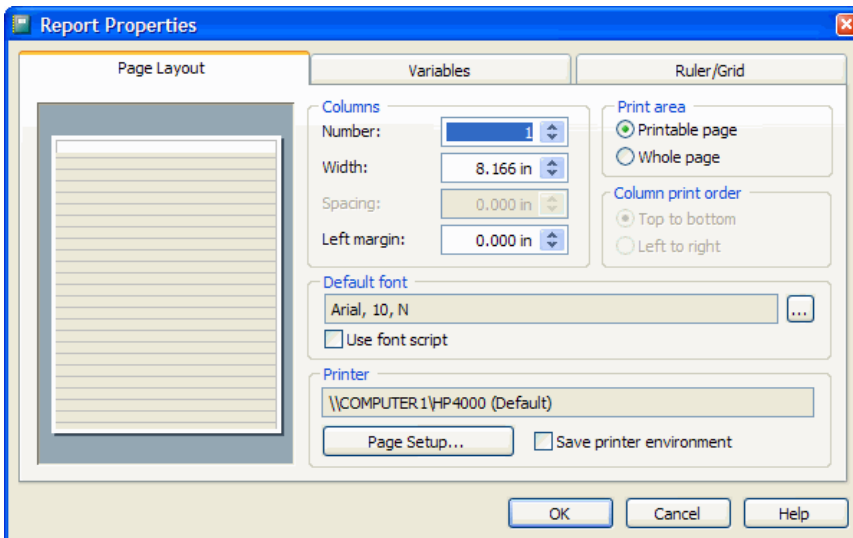 Report Properties
Page Layout
Variables
Ruler/Grid
Columns
Number: 1
Width: 8.166 in
Spacing: 0.000 in
Left margin: 0.000 in
Print area
Printable page
Whole page
Column print order
Top to bottom
Left to right
Default font
Arial, 10, N
...
Use font script
Printer
\\COMPUTER1\HP4000 (Default)
Page Setup... Save printer environment
OK Cancel Help